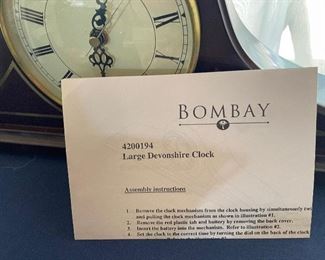 BOMBAY
4200194
Large Devonshire Clock
Assembly instructions
1. Remove the clock mechanism from the clock housing by simultaneously
and pulling the clock mechanism as shown in illustration #1.
2. Remove the red plastic tab and battery by removing the back cover.
3. Insert the battery into the mechanism. Refer to illustration #2.
4. Set the clock to the correct time by turning the dial on the back of the clock